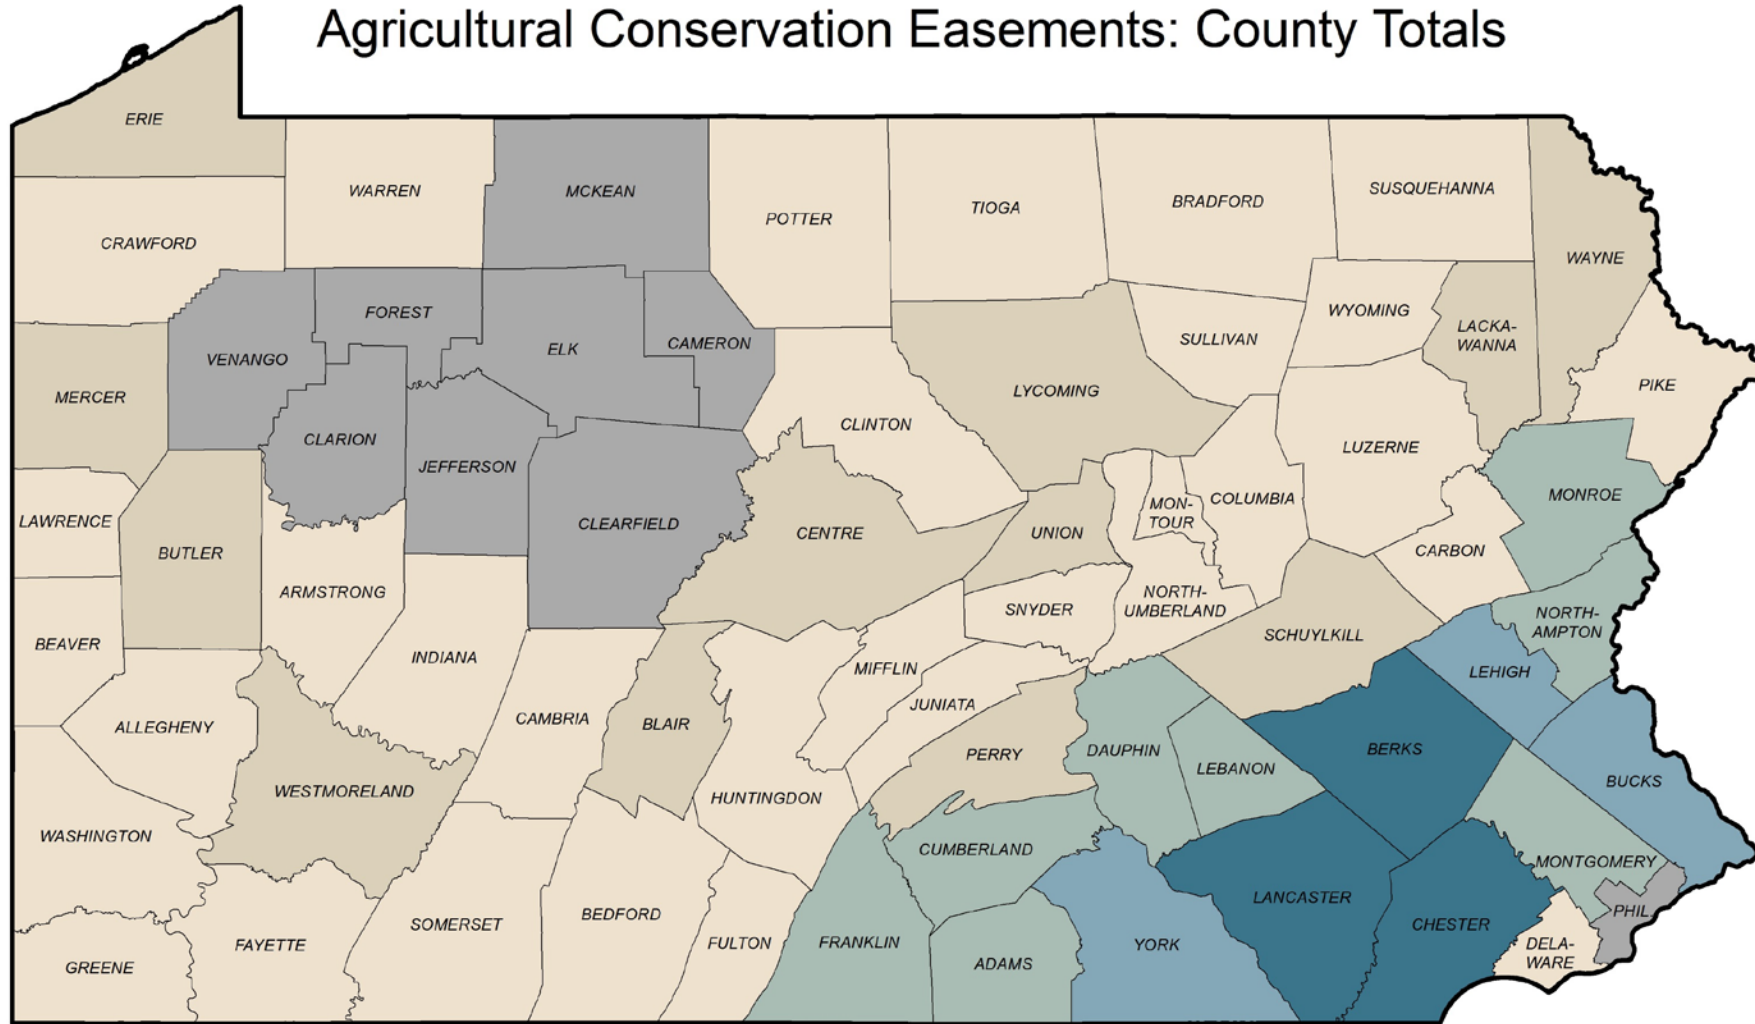 Agricultural Conservation Easements: County Totals
ERIE
WARREN
MCKEAN
POTTER
TIOGA
BRADFORD
SUSQUEHANNA
WAYNE
CRAWFORD
FOREST
VENANGO
ELK
CAMERON
SULLIVAN
WYOMING
LACKA-
WANNA
PIKE
MERCER
CLARION
JEFFERSON
CLINTON
LYCOMING
LUZERNE
MONROE
LAWRENCE
BUTLER
ARMSTRONG
CLEARFIELD
CENTRE
UNION
MON-
TOUR
COLUMBIA
CARBON
BEAVER
INDIANA
SNYDER
NORTH-
UMBERLAND
SCHUYLKILL
NORTH-
AMPTON
LEHIGH
ALLEGHENY
CAMBRIA
BLAIR
MIFFLIN
JUNIATA
PERRY
DAUPHIN
LEBANON
BERKS
BUCKS
WASHINGTON
WESTMORELAND
HUNTINGDON
CUMBERLAND
LANCASTER
MONTGOMERY
CHESTER
PHIL.
GREENE
FAYETTE
SOMERSET
BEDFORD
FULTON
FRANKLIN
ADAMS
YORK
DELA-
WARE